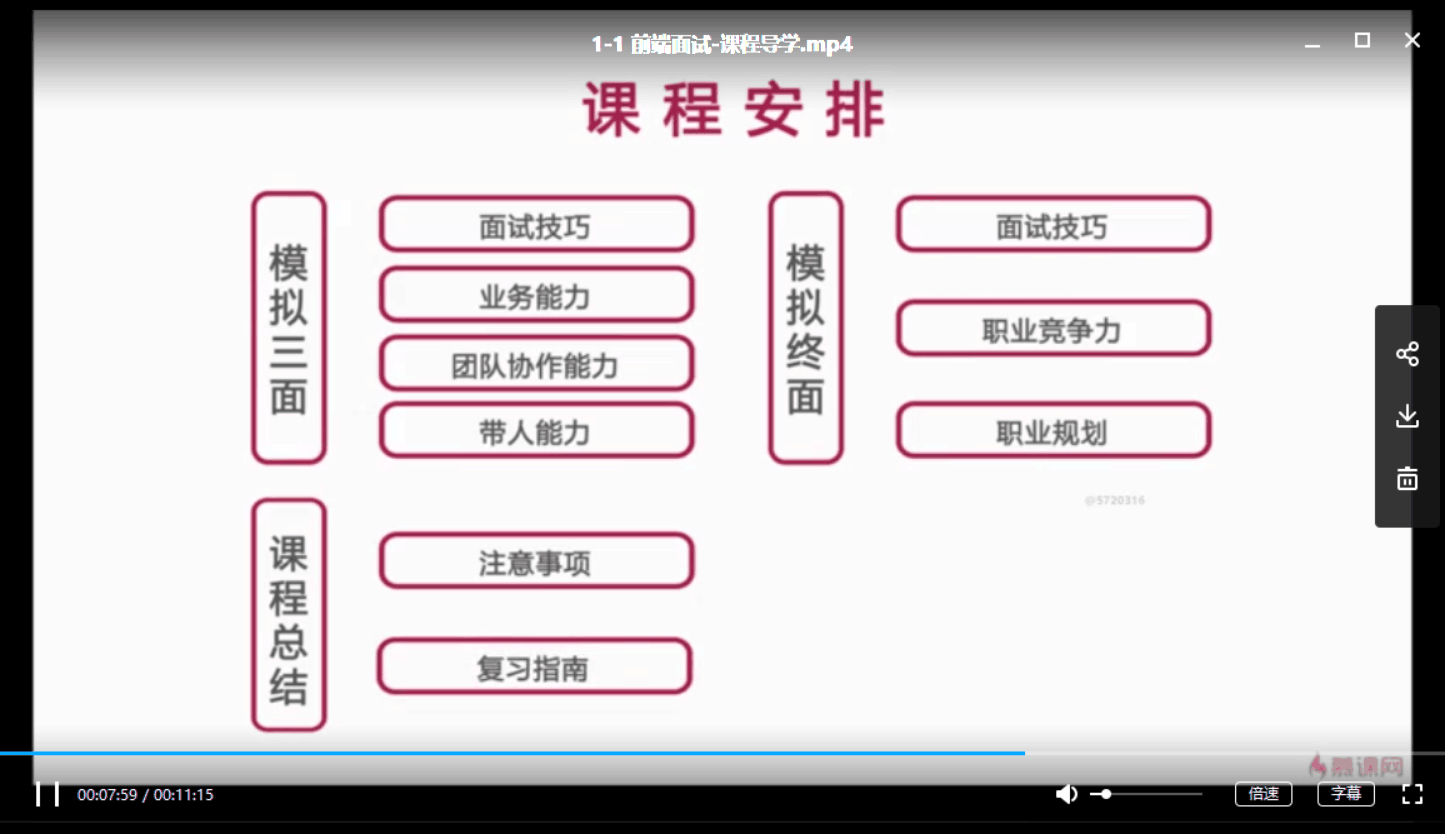 1-1 前端面试-课程导学.mp4
课程安排
模拟三面
面试技巧
业务能力
团队协作能力
带人能力
模拟终面
面试技巧
职业竞争力
职业规划
@5720316
课程总结
注意事项
复习指南
慕课网
00:07:59 / 00:11:15
倍速
字幕